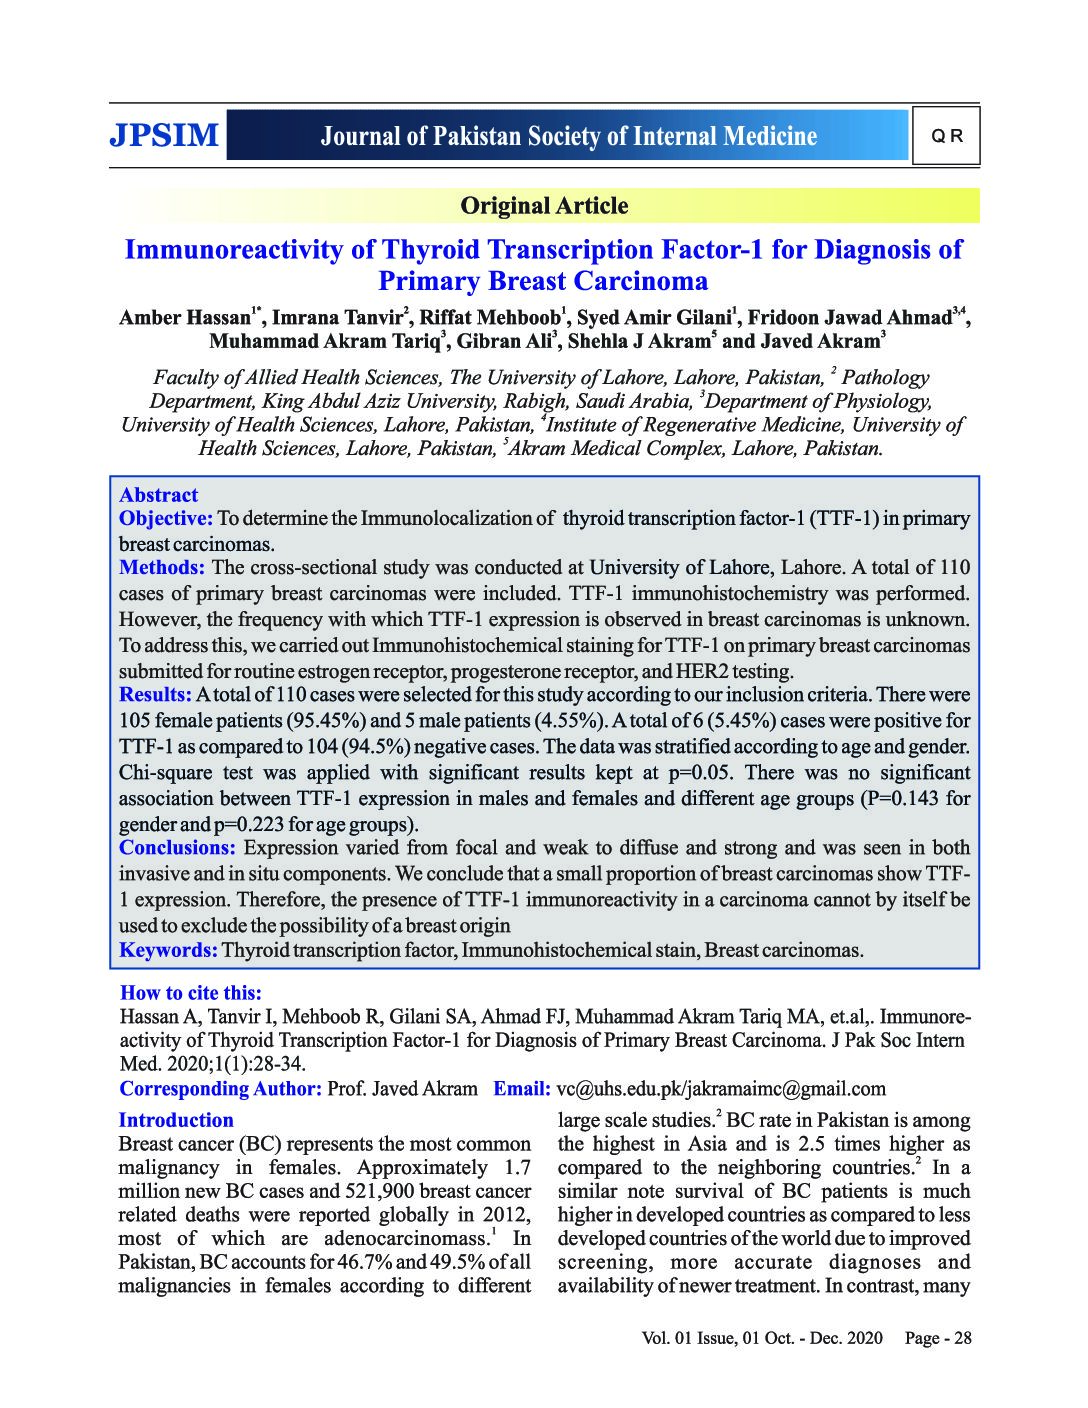 JPSIM
Journal of Pakistan Society of Internal Medicine
Q R
Original Article
Immunoreactivity of Thyroid Transcription Factor-1 for Diagnosis of
Primary Breast Carcinoma
Amber Hassan1*, Imrana Tanvir2, Riffat Mehboob1, Syed Amir Gilani1, Fridoon Jawad Ahmad3,4,
Muhammad Akram Tariq3, Gibran Ali3, Shehla J Akram5 and Javed Akram3
Faculty of Allied Health Sciences, The University of Lahore, Lahore, Pakistan, 2 Pathology
Department, King Abdul Aziz University, Rabigh, Saudi Arabia, 3Department of Physiology,
University of Health Sciences, Lahore, Pakistan, 4Institute of Regenerative Medicine, University of
Health Sciences, Lahore, Pakistan, 5Akram Medical Complex, Lahore, Pakistan.
Abstract
Objective: To determine the Immunolocalization of thyroid transcription factor-1 (TTF-1) in primary
breast carcinomas.
Methods: The cross-sectional study was conducted at University of Lahore, Lahore. A total of 110
cases of primary breast carcinomas were included. TTF-1 immunohistochemistry was performed.
However, the frequency with which TTF-1 expression is observed in breast carcinomas is unknown.
To address this, we carried out Immunohistochemical staining for TTF-1 on primary breast carcinomas
submitted for routine estrogen receptor, progesterone receptor, and HER2 testing.
Results: A total of 110 cases were selected for this study according to our inclusion criteria. There were
105 female patients (95.45%) and 5 male patients (4.55%). A total of 6 (5.45%) cases were positive for
TTF-1 as compared to 104 (94.5%) negative cases. The data was stratified according to age and gender.
Chi-square test was applied with significant results kept at p=0.05. There was no significant
association between TTF-1 expression in males and females and different age groups (P=0.143 for
gender and p=0.223 for age groups).
Conclusions: Expression varied from focal and weak to diffuse and strong and was seen in both
invasive and in situ components. We conclude that a small proportion of breast carcinomas show TTF-
1 expression. Therefore, the presence of TTF-1 immunoreactivity in a carcinoma cannot by itself be
used to exclude the possibility of a breast origin
Keywords: Thyroid transcription factor, Immunohistochemical stain, Breast carcinomas.
How to cite this:
Hassan A, Tanvir I, Mehboob R, Gilani SA, Ahmad FJ, Muhammad Akram Tariq MA, et.al,. Immunore-
activity of Thyroid Transcription Factor-1 for Diagnosis of Primary Breast Carcinoma. J Pak Soc Intern
Med. 2020;1(1):28-34.
Corresponding Author: Prof. Javed Akram Email: vc@uhs.edu.pk/jakramaimc@gmail.com
Introduction
Breast cancer (BC) represents the most common
malignancy in females. Approximately 1.7
million new BC cases and 521,900 breast cancer
related deaths were reported globally in 2012,
most of which are adenocarcinomass.1 In
Pakistan, BC accounts for 46.7% and 49.5% of all
malignancies in females according to different
large scale studies.2 BC rate in Pakistan is among
the highest in Asia and is 2.5 times higher as
compared to the neighboring countries.2 In a
similar note survival of BC patients is much
higher in developed countries as compared to less
developed countries of the world due to improved
screening, more accurate diagnoses and
availability of newer treatment. In contrast, many
Vol. 01 Issue, 01 Oct. - Dec. 2020 Page - 28